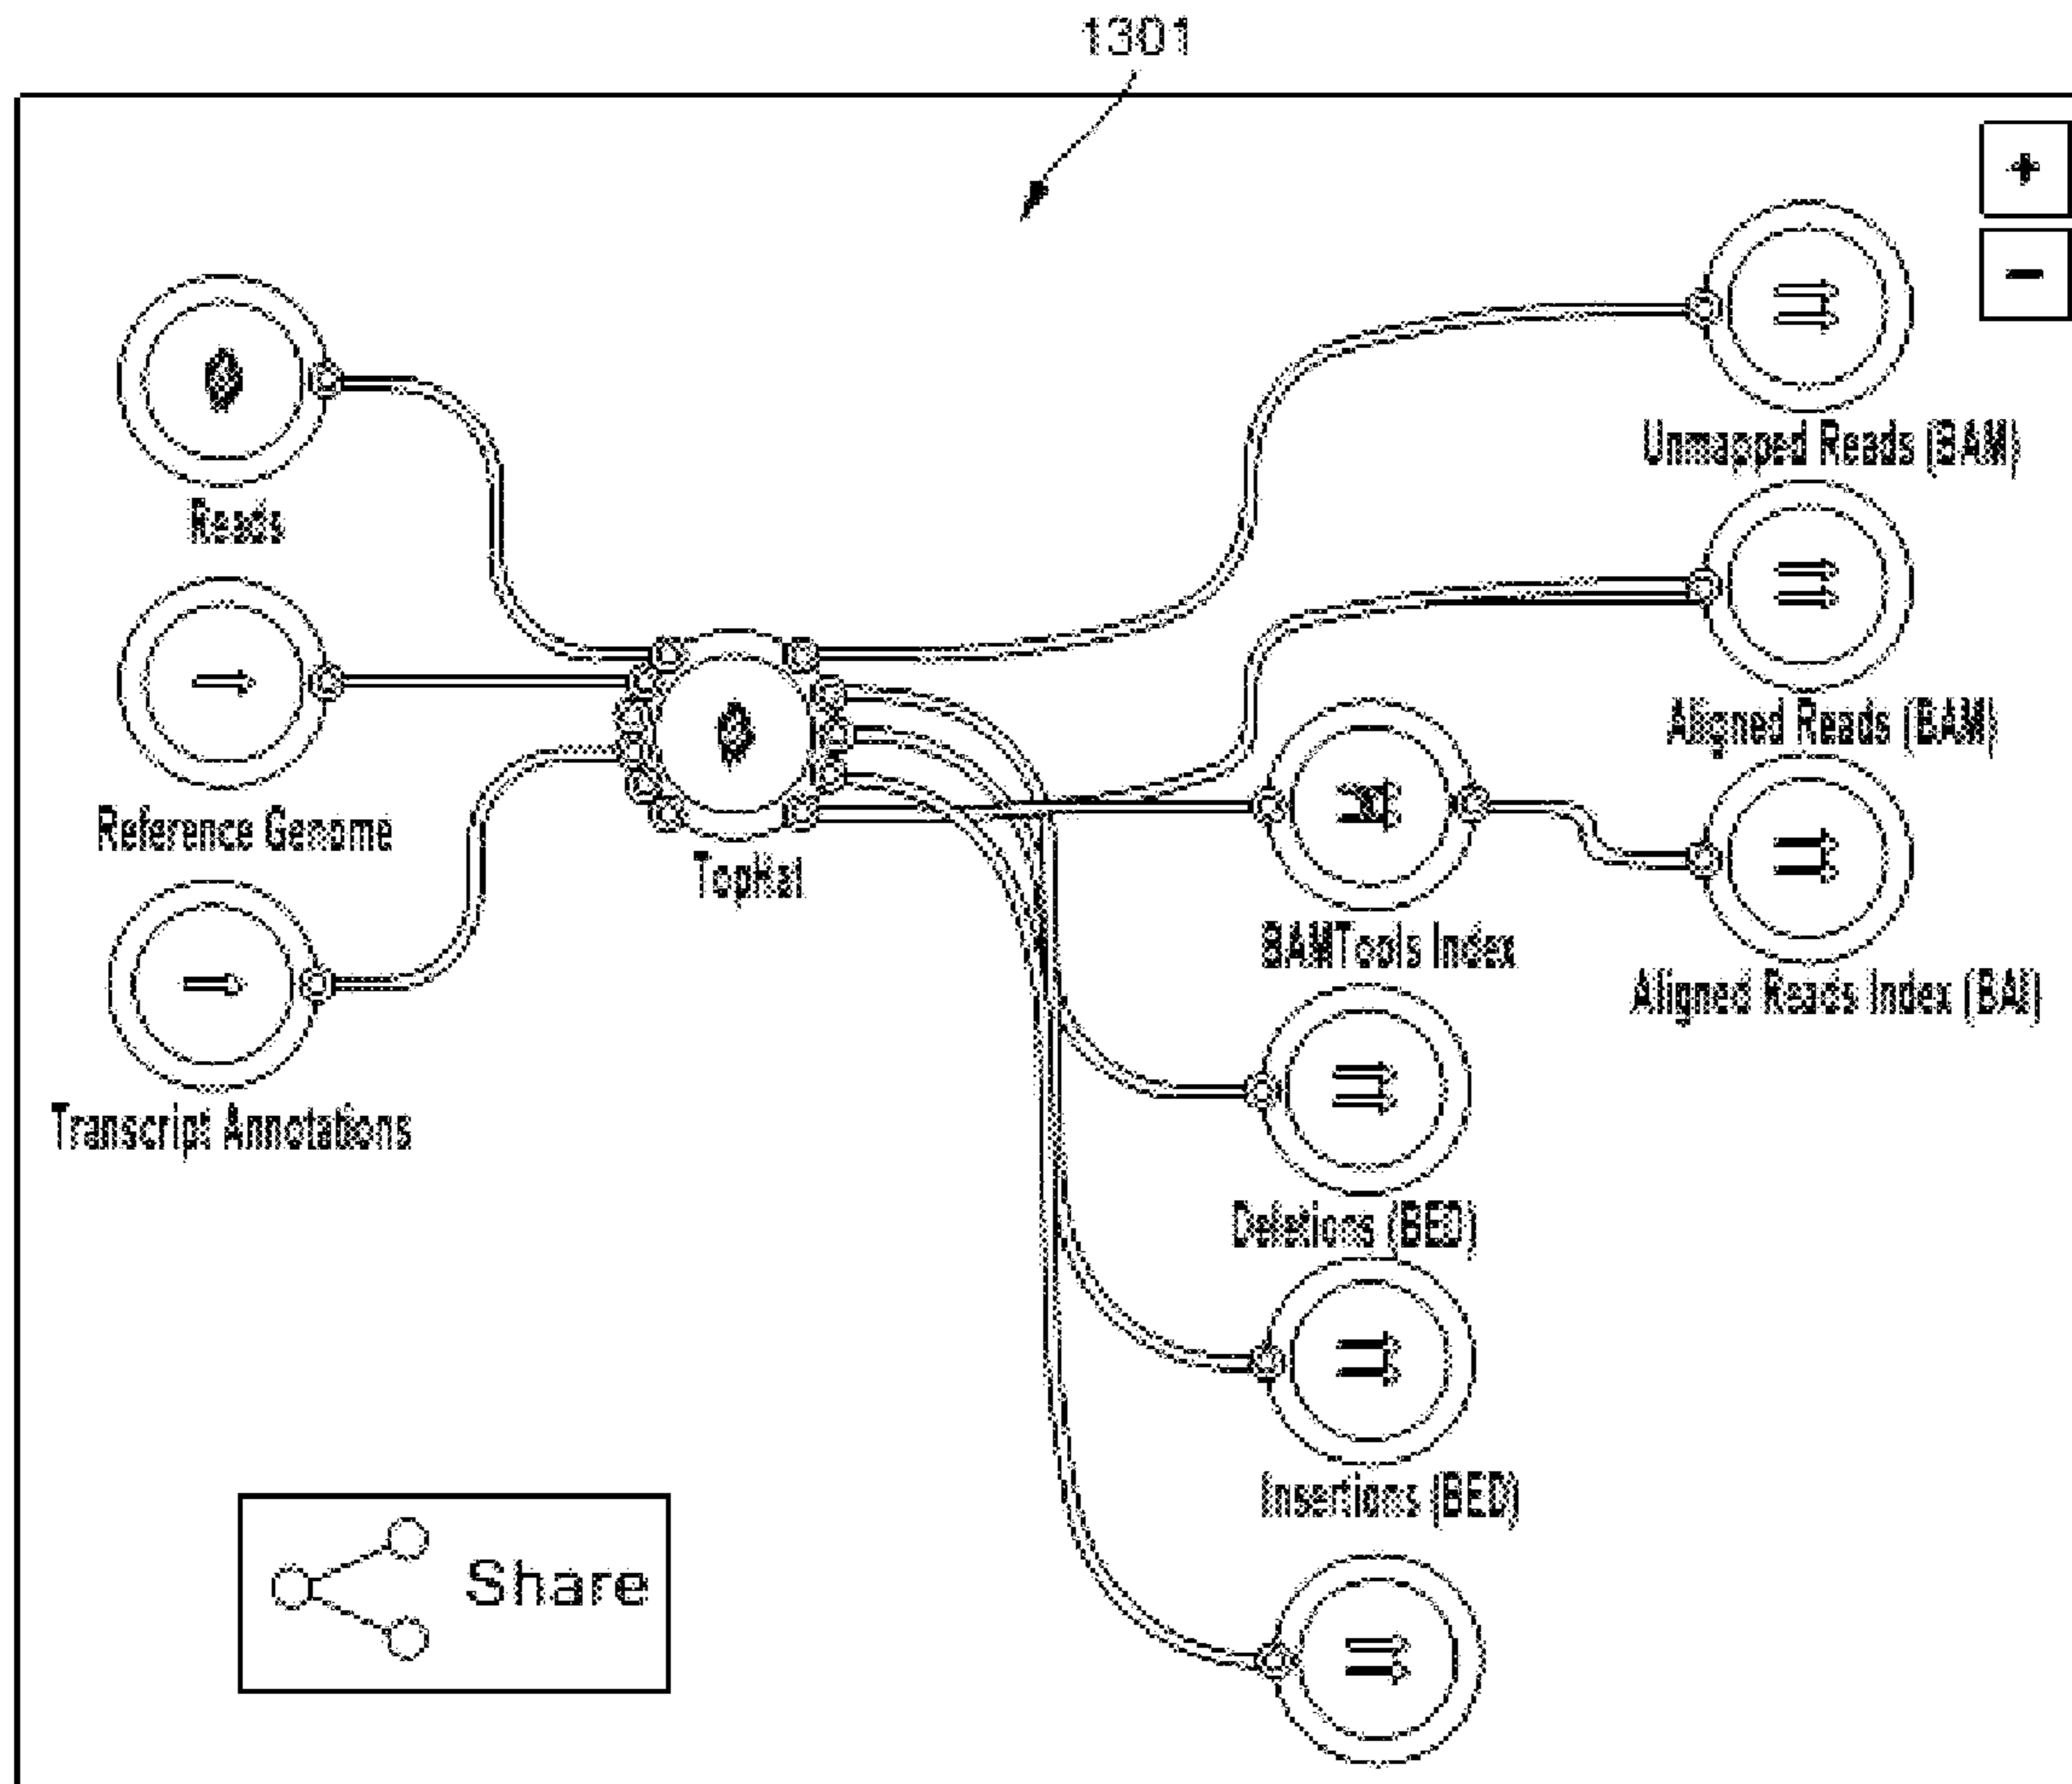 1301
+
−
Reads
Reference Genome
Transcript Annotations
TopHat
Unmapped Reads (BAM)
Aligned Reads (BAM)
BAMTools Index
Aligned Reads Index (BAI)
Deletions (BED)
Insertions (BED)
Share